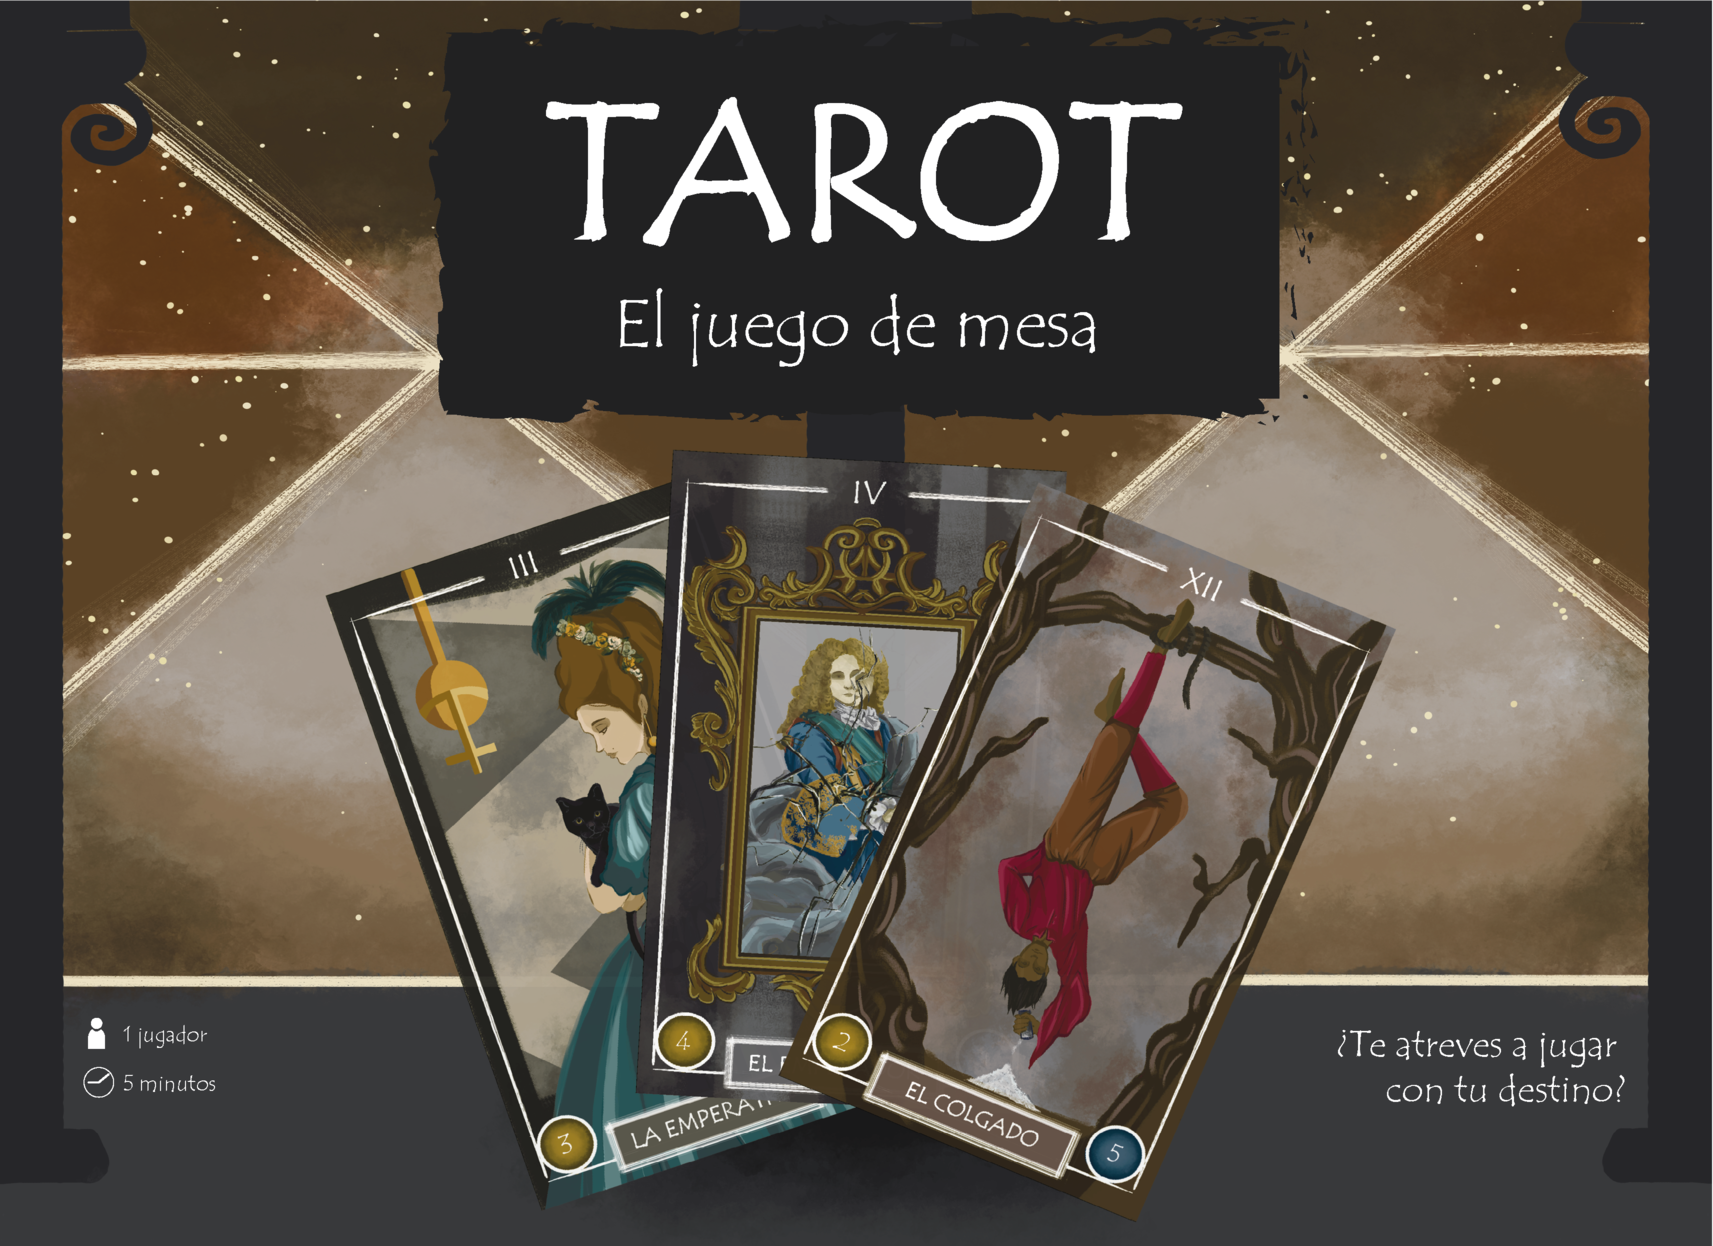 TAROT
El juego de mesa
III
IV
XII
4
EL
2
EL COLGADO
3
LA
5
1 jugador
5 minutos
¿Te atreves a jugar
con tu destino?